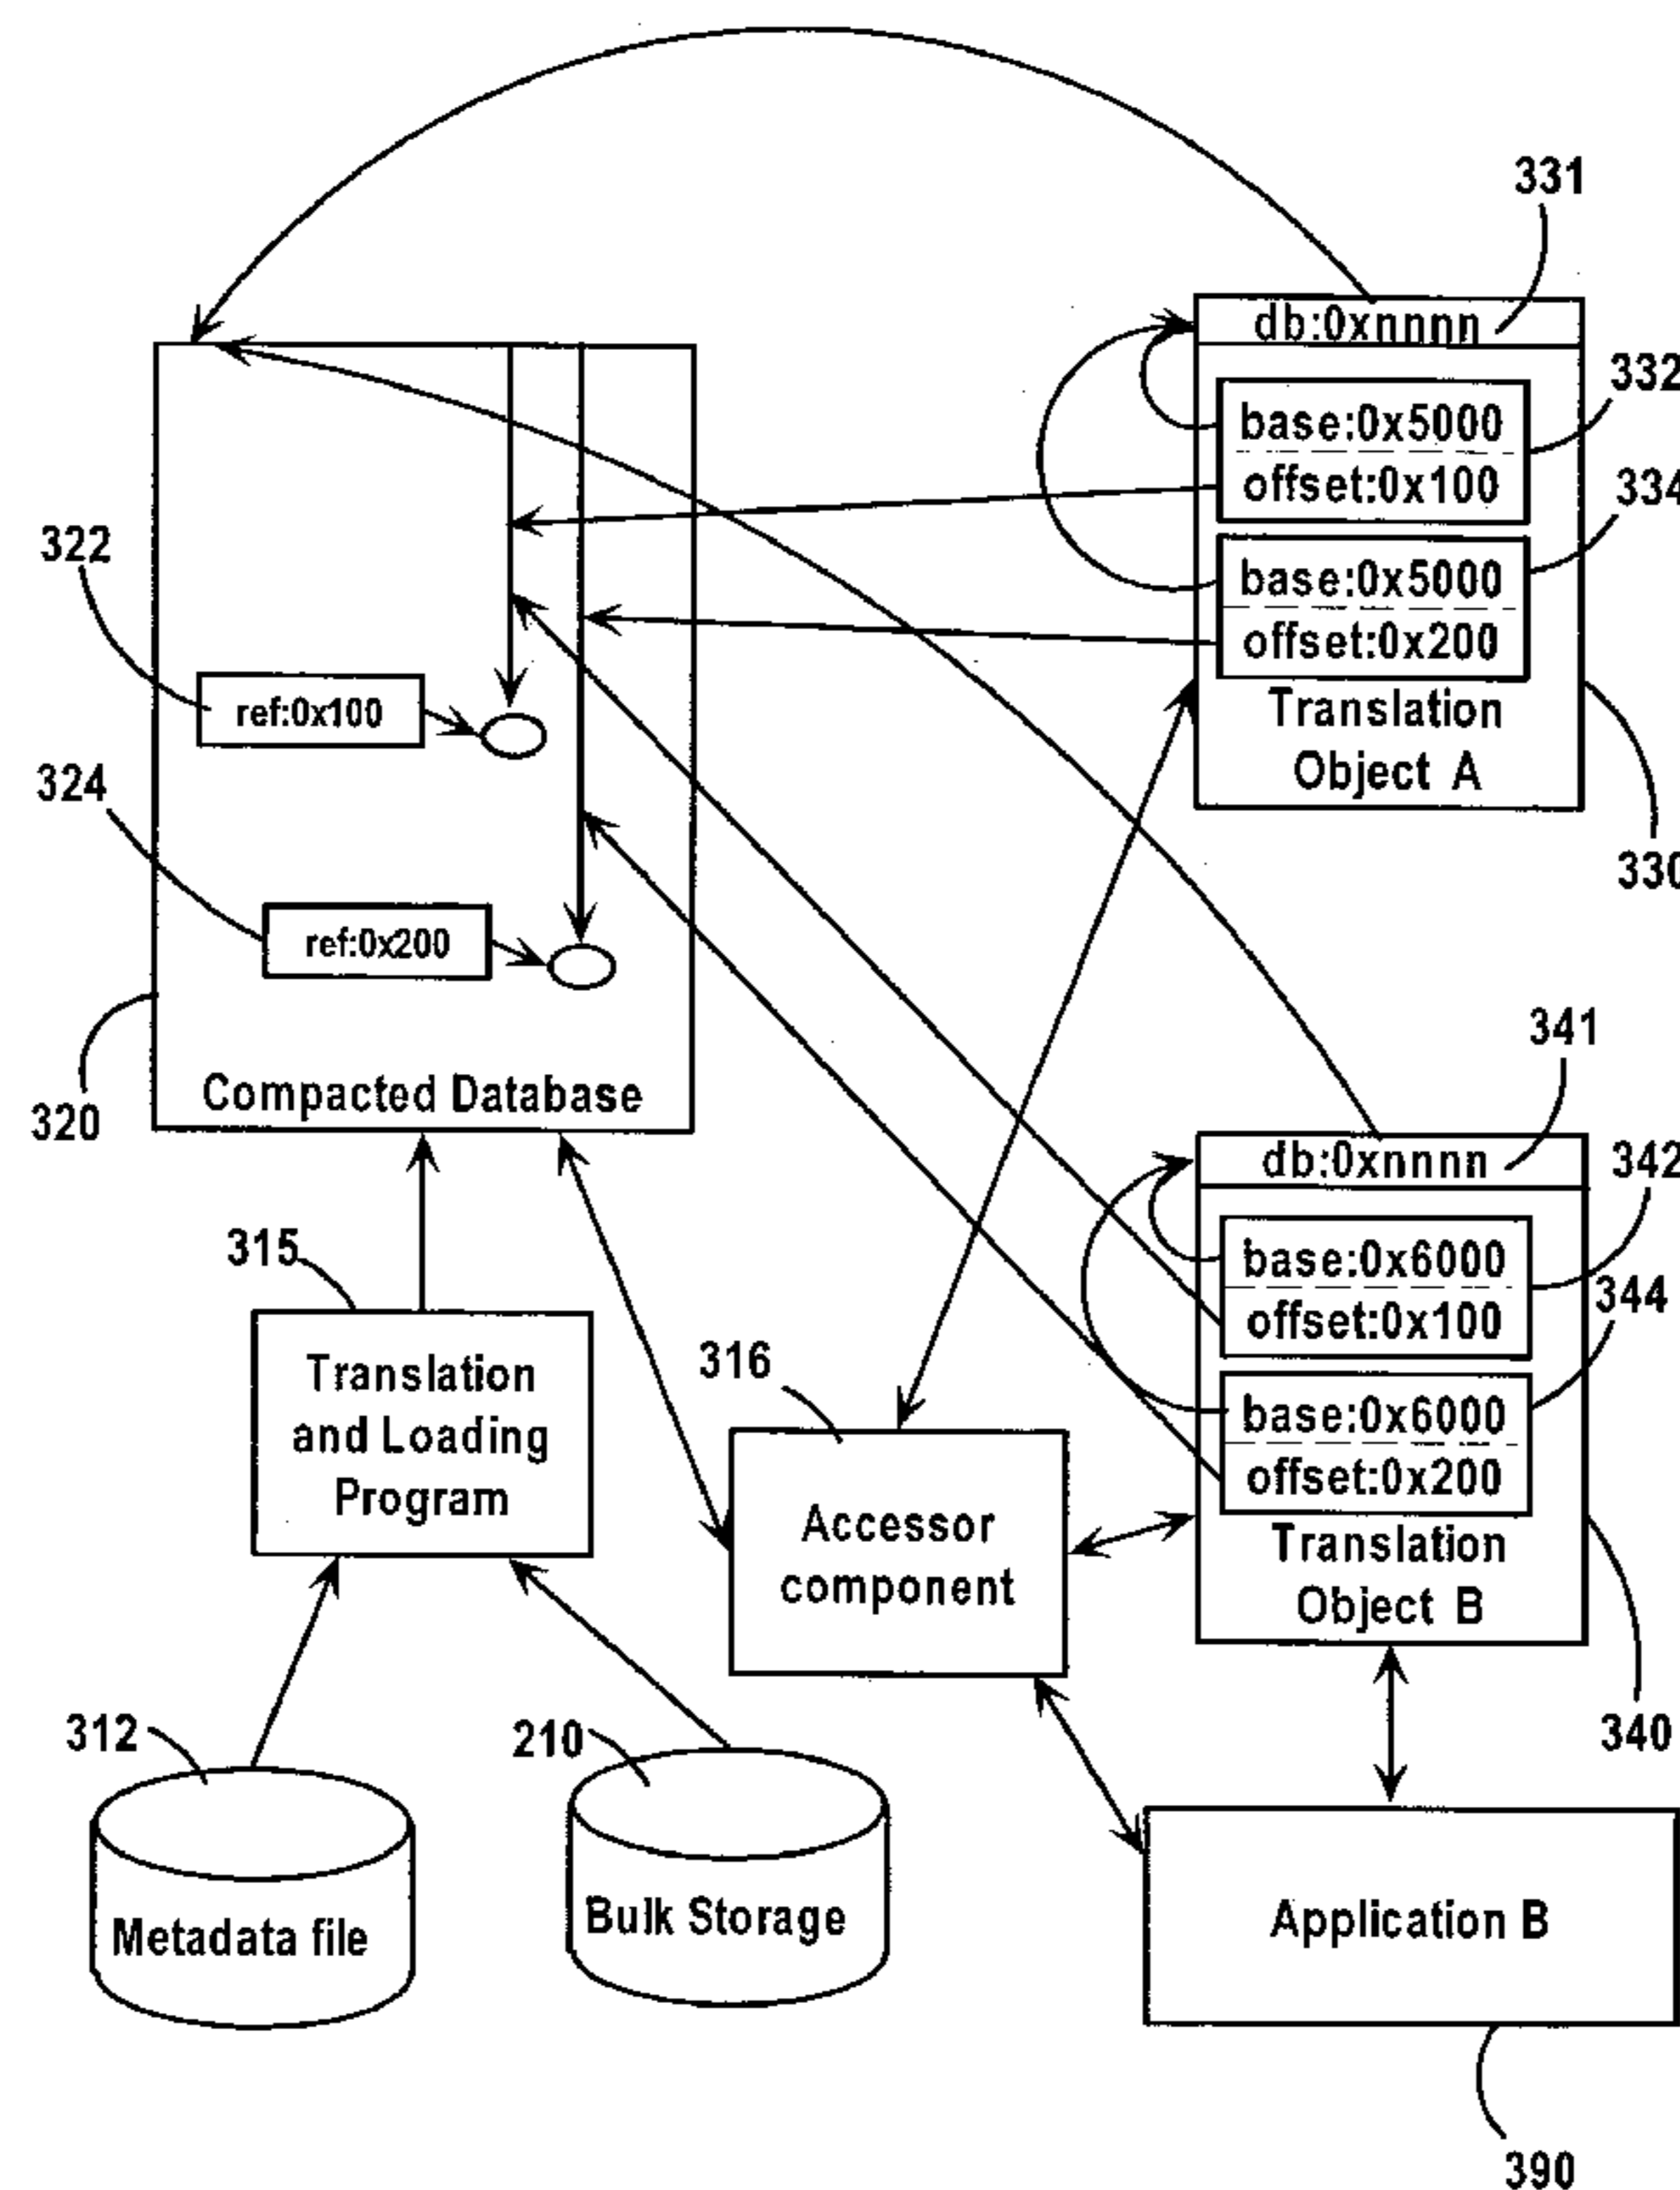 331
db:0xnnnn
332
base:0x5000
offset:0x100
334
base:0x5000
offset:0x200
Translation
Object A
330
322
ref:0x100
324
ref:0x200
Compacted Database
320
341
db:0xnnnn
342
base:0x6000
offset:0x100
344
base:0x6000
offset:0x200
Translation
Object B
340
315
Translation
and Loading
Program
316
Accessor
component
312
Metadata file
210
Bulk Storage
Application B
390